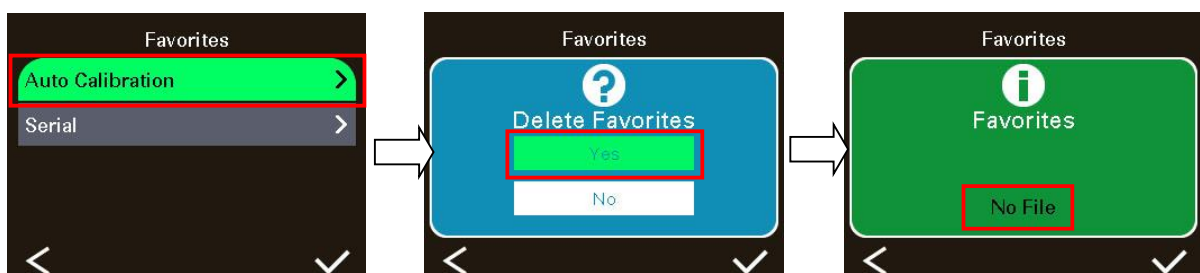 Favorites
Auto Calibration
Serial
Favorites
Delete Favorites
Yes
No
Favorites
Favorites
No File